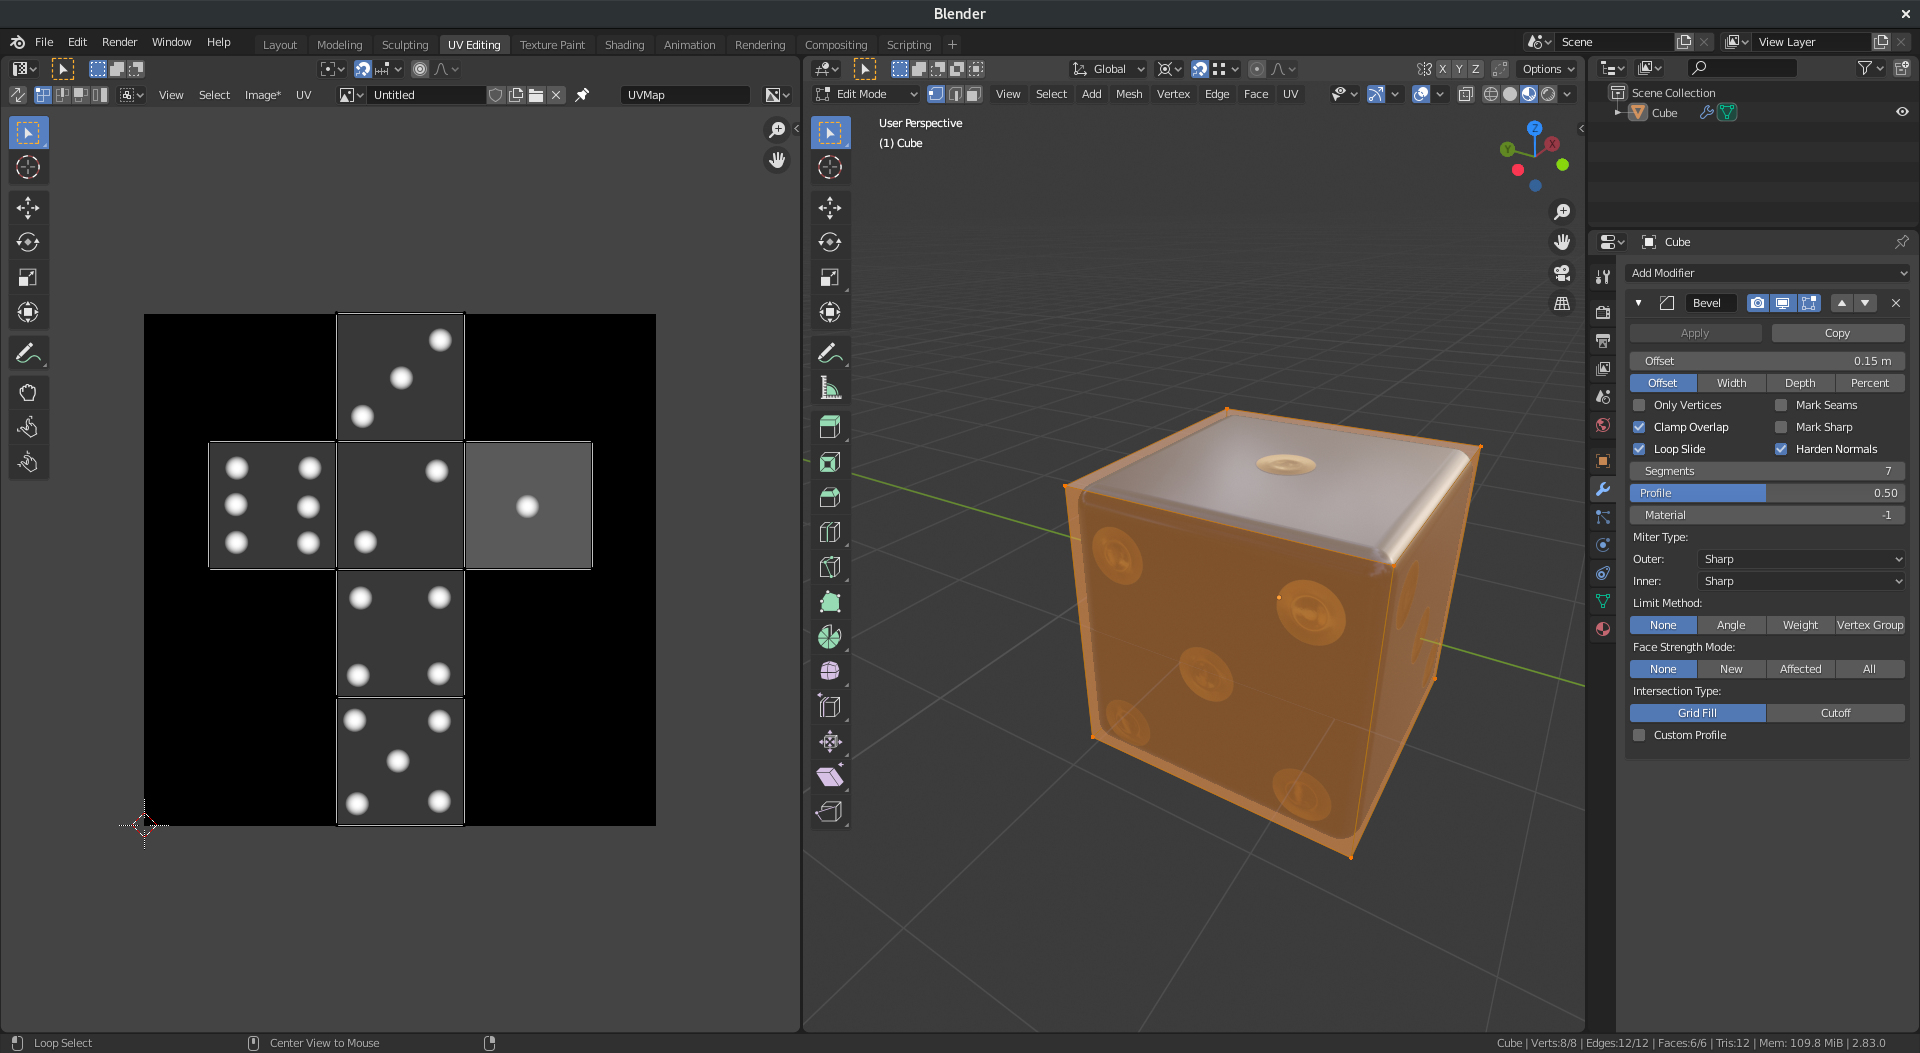 Blender
File Edit Render Window Help Layout Modeling Sculpting UV Editing Texture Paint Shading Animation Rendering Compositing Scripting + Scene View Layer
Global X Y Z Options
View Select Image* UV Untitled UVMap Edit Mode View Select Add Mesh Vertex Edge Face UV
Scene Collection
Cube
User Perspective
(1) Cube
Z
Y X
Cube
Add Modifier
Bevel
Apply Copy
Offset 0.15 m
Offset Width Depth Percent
Only Vertices Mark Seams
Clamp Overlap Mark Sharp
Loop Slide Harden Normals
Segments 7
Profile 0.50
Material -1
Miter Type:
Outer: Sharp
Inner: Sharp
Limit Method:
None Angle Weight Vertex Group
Face Strength Mode:
None New Affected All
Intersection Type:
Grid Fill Cutoff
Custom Profile
Loop Select Center View to Mouse Cube | Verts:8/8 | Edges:12/12 | Faces:6/6 | Tris:12 | Mem: 109.8 MiB | 2.83.0